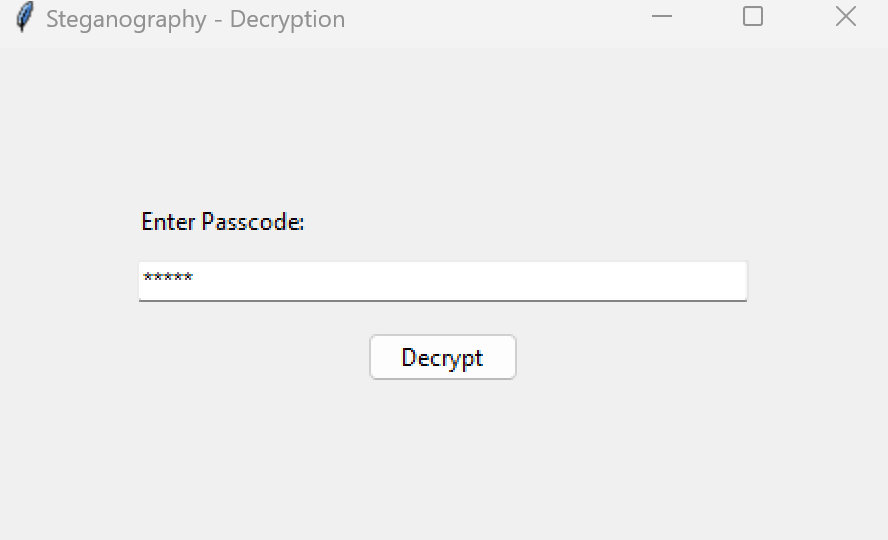 Steganography - Decryption
Enter Passcode:
*****
Decrypt